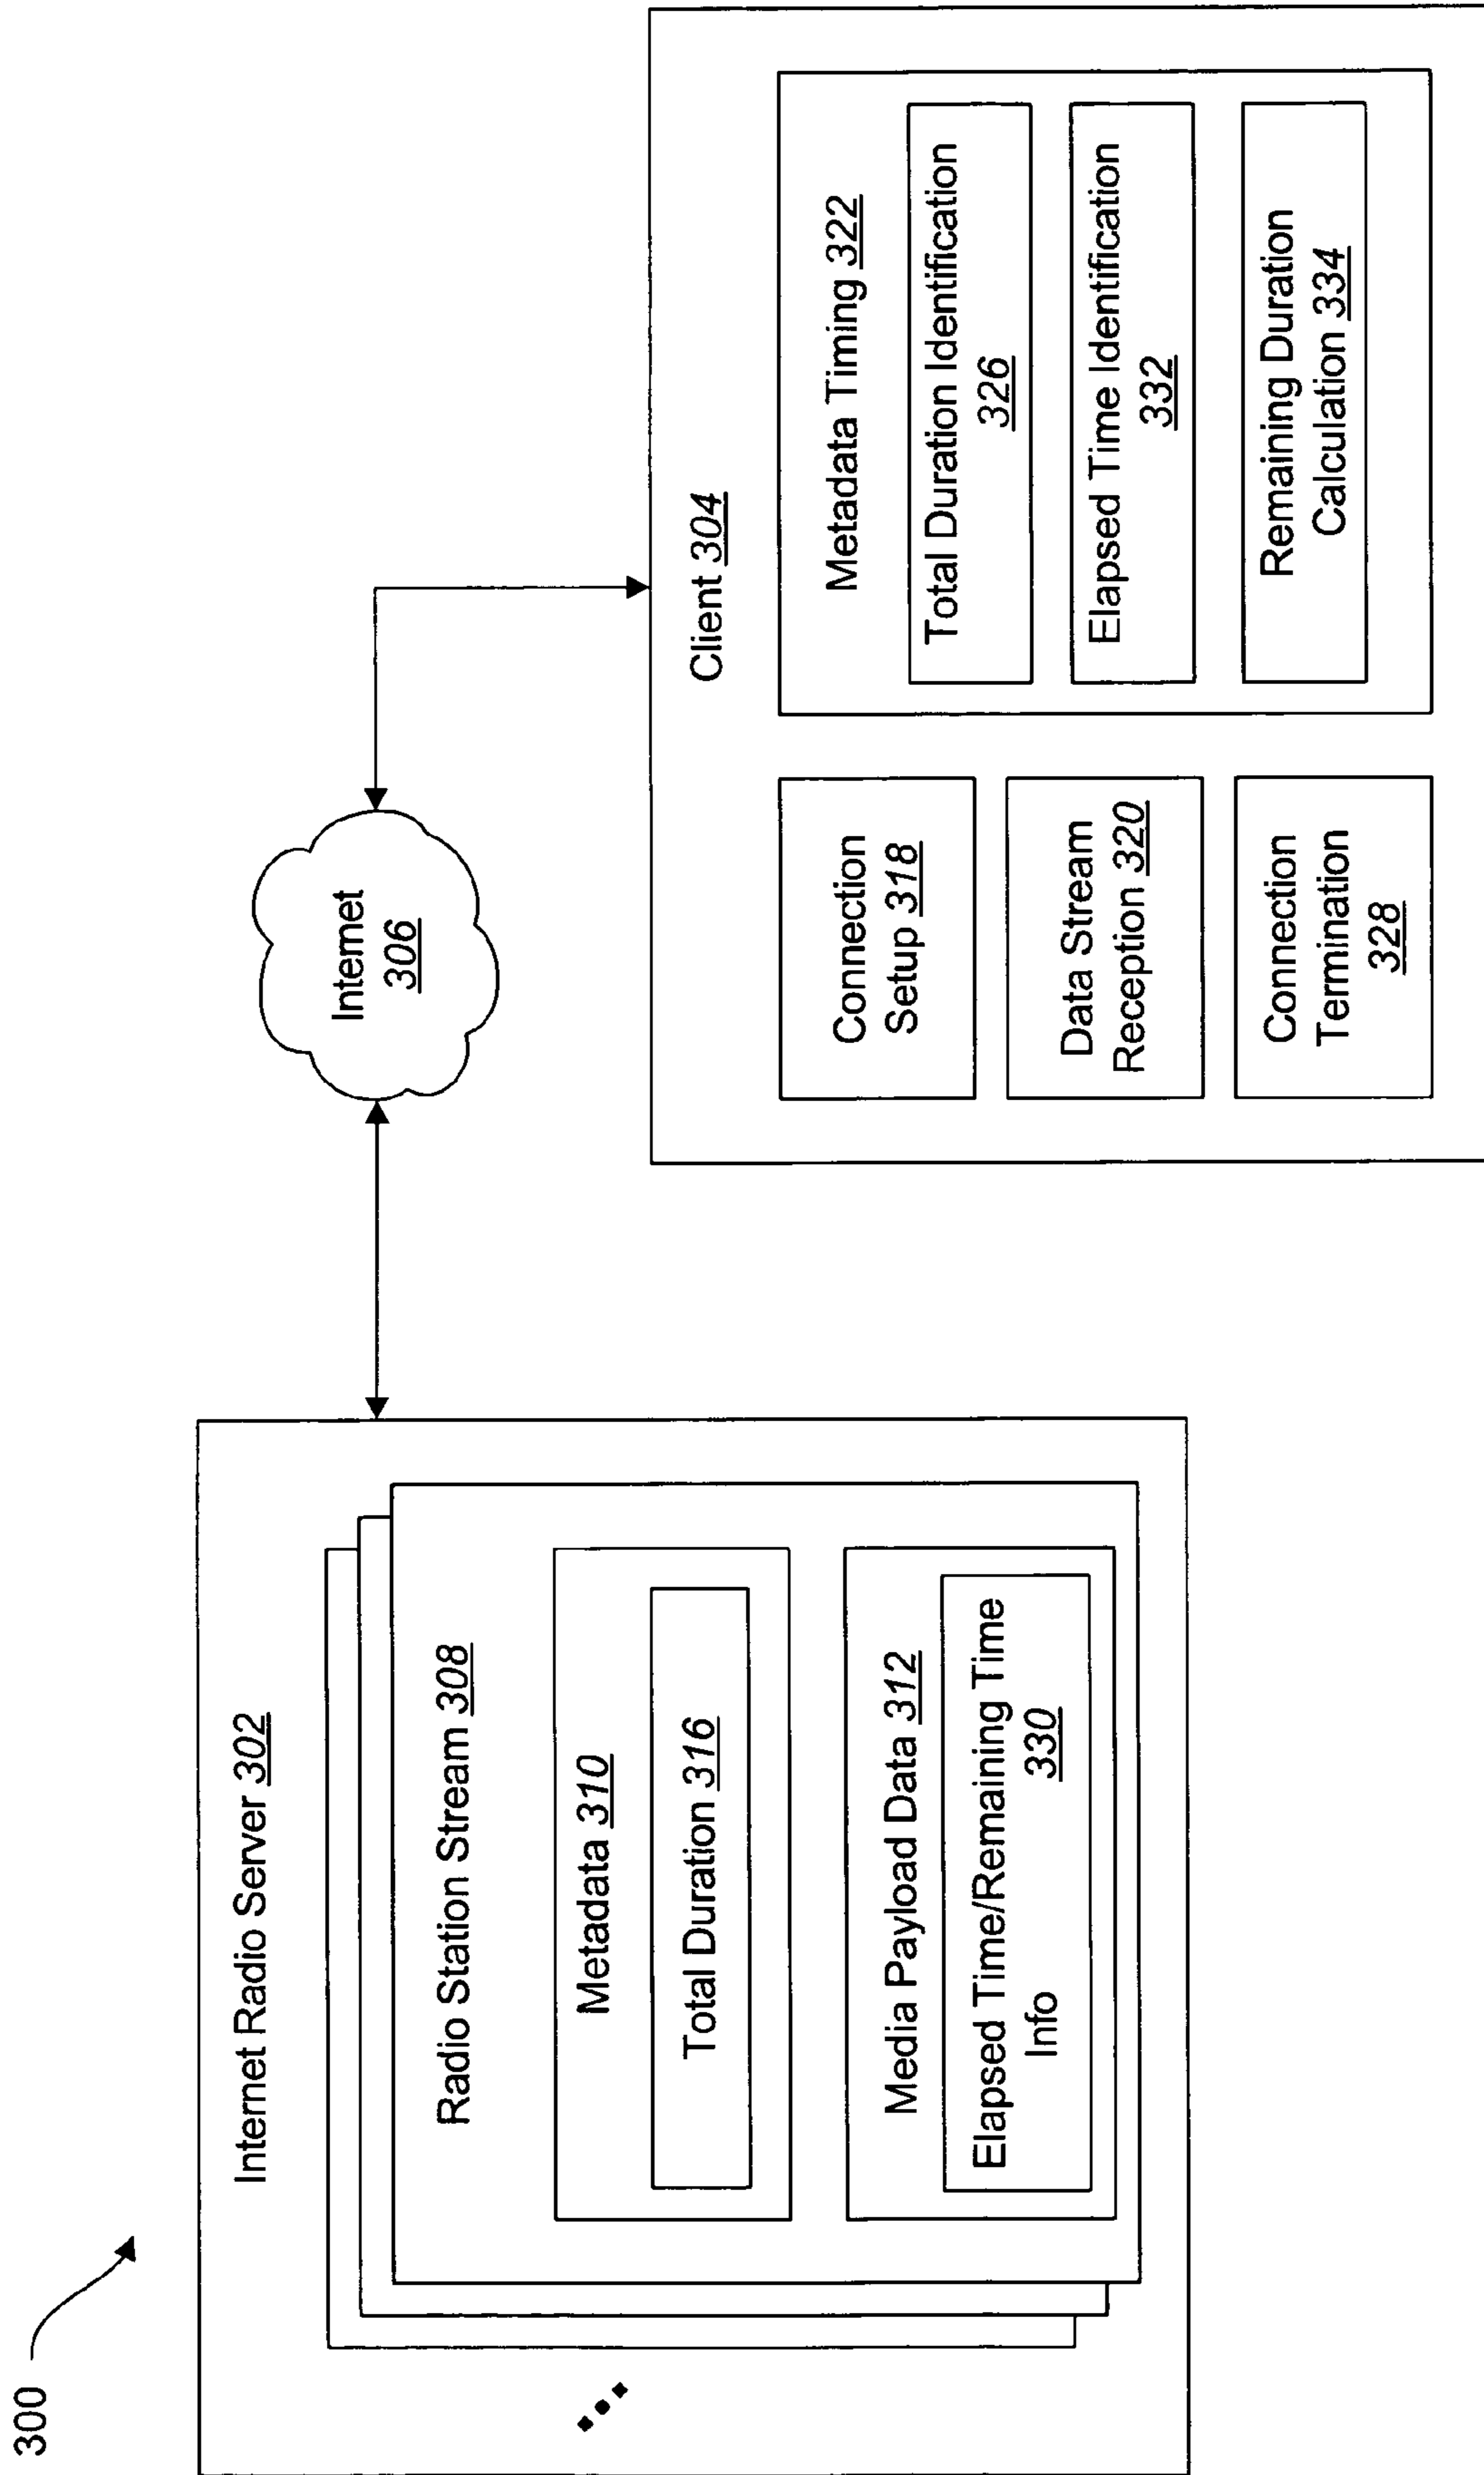 300
Internet Radio Server 302
Radio Station Stream 308
Metadata 310
Total Duration 316
Media Payload Data 312
Elapsed Time/Remaining Time
Info
330
Internet
306
Client 304
Connection
Setup 318
Data Stream
Reception 320
Connection
Termination
328
Metadata Timing 322
Total Duration Identification
326
Elapsed Time Identification
332
Remaining Duration
Calculation 334